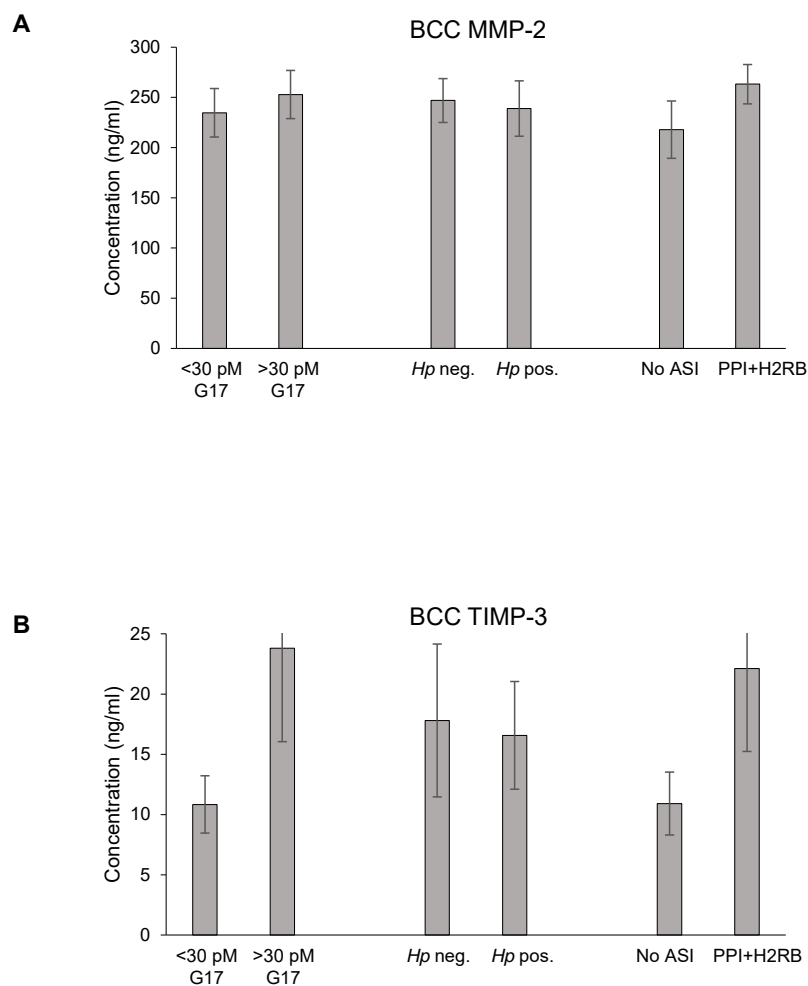 A
BCC MMP-2
Concentration (ng/ml)
300
250
200
150
100
50
0
<30 pM
G17
>30 pM
G17
Hp neg.
Hp pos.
No ASI
PPI+H2RB
B
BCC TIMP-3
Concentration (ng/ml)
25
20
15
10
5
0
<30 pM
G17
>30 pM
G17
Hp neg.
Hp pos.
No ASI
PPI+H2RB